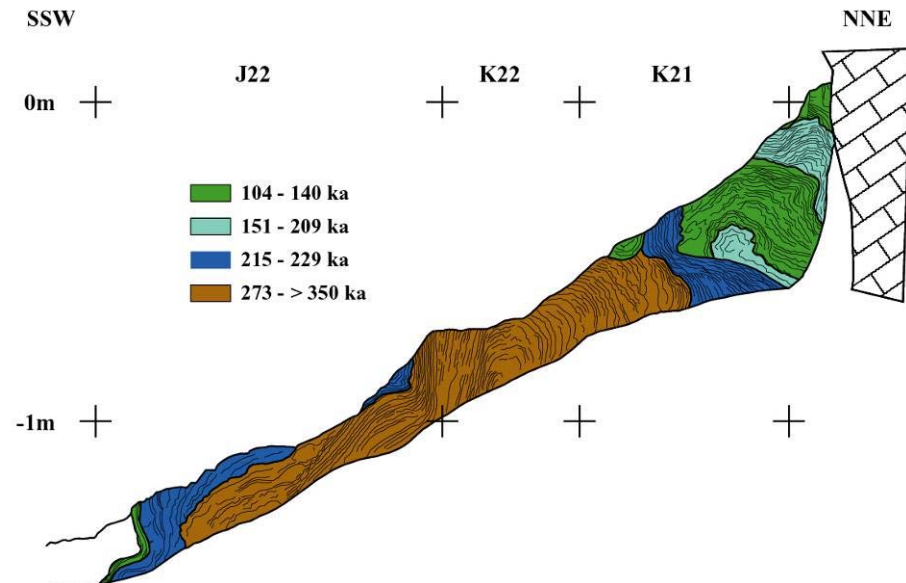 SSW NNE
J22 K22 K21
0m
104 - 140 ka
151 - 209 ka
215 - 229 ka
273 - > 350 ka
-1m